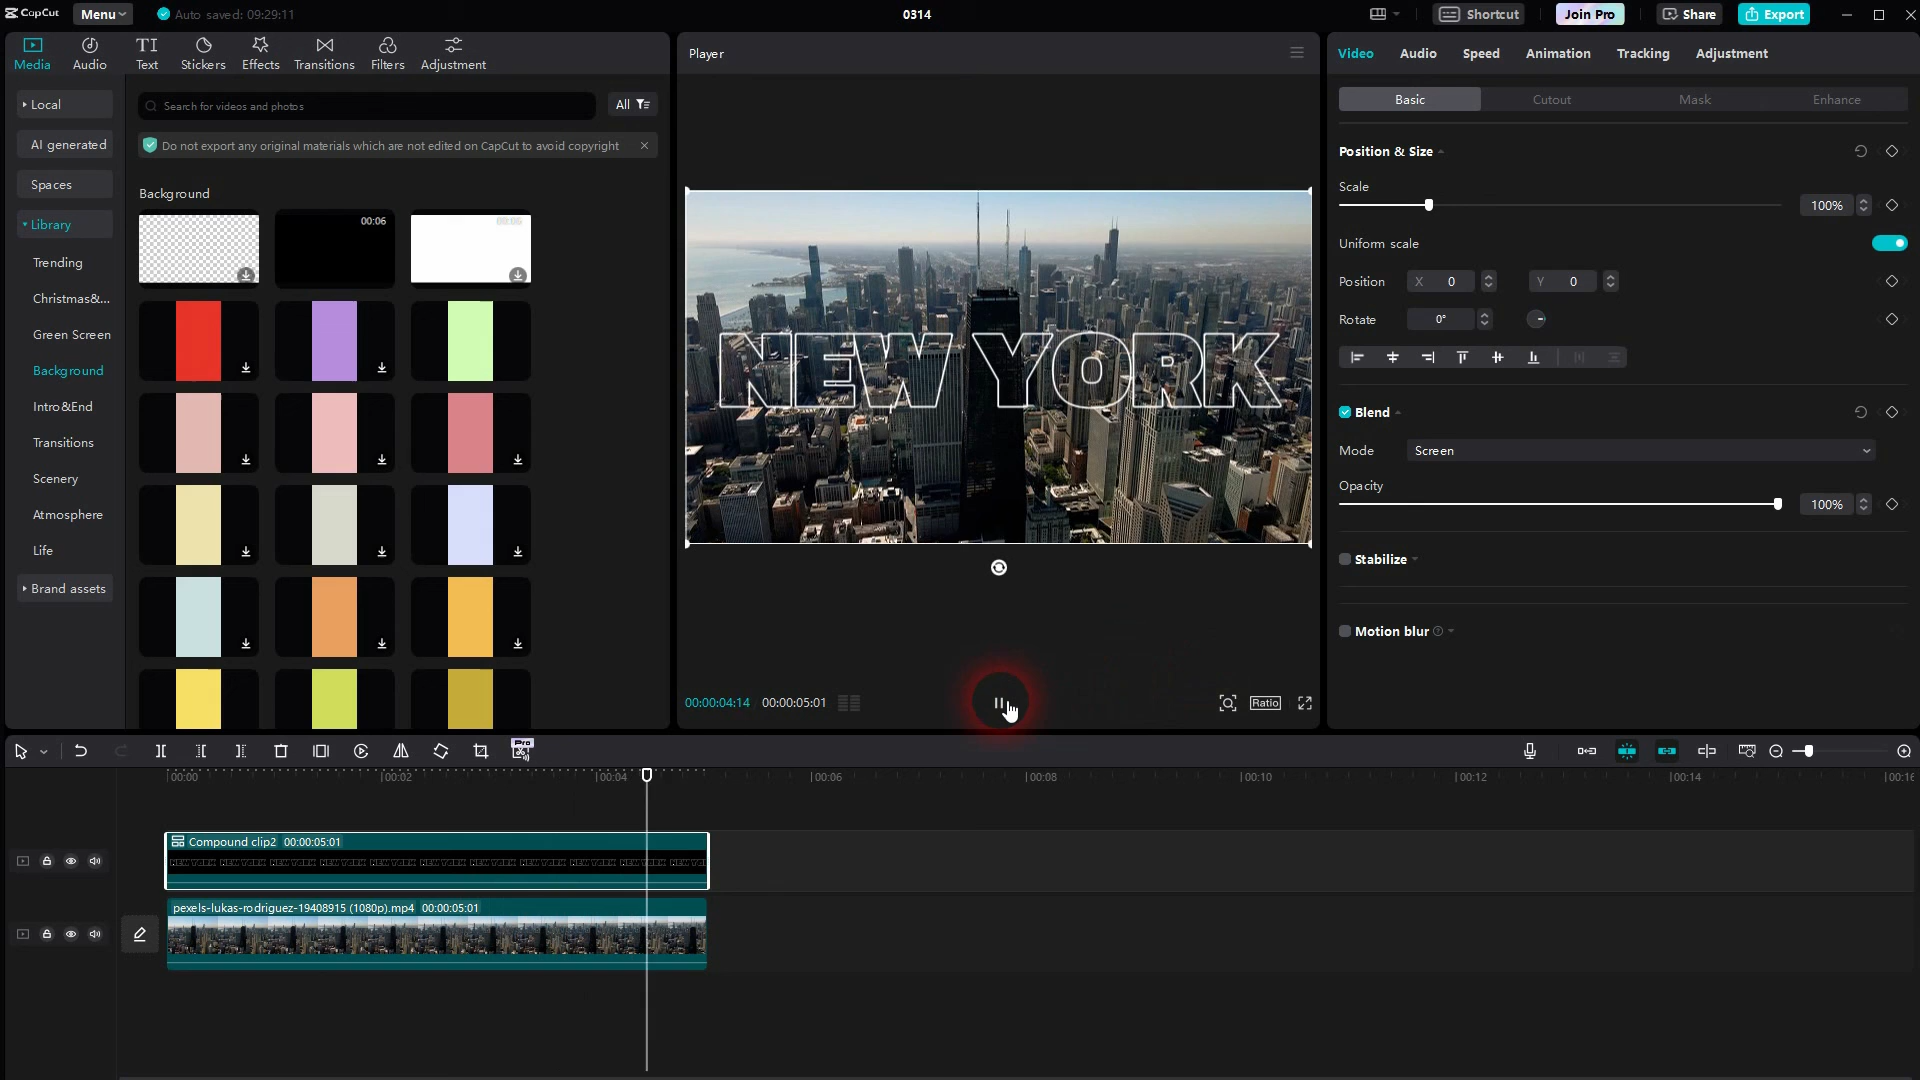 CapCut
Menu
Auto saved: 09:29:11
0314
Shortcut
Join Pro
Share
Export
Media
Audio
Text
Stickers
Effects
Transitions
Filters
Adjustment
Local
AI generated
Spaces
Library
Trending
Christmas&...
Green Screen
Background
Intro&End
Transitions
Scenery
Atmosphere
Life
Brand assets
Search for videos and photos
All
Do not export any original materials which are not edited on CapCut to avoid copyright
Background
00:06
Player
NEW YORK
00:00:04:14
00:00:05:01
Ratio
Video
Audio
Speed
Animation
Tracking
Adjustment
Basic
Cutout
Mask
Enhance
Position & Size
Scale
100%
Uniform scale
Position
X 0
Y 0
Rotate
0°
Blend
Mode
Screen
Opacity
100%
Stabilize
Motion blur
Pro
00:00
00:02
00:04
00:06
00:08
00:10
00:12
00:14
00:16
Compound clip2 00:00:05:01
pexels-lukas-rodriguez-19408915 (1080p).mp4 00:00:05:01